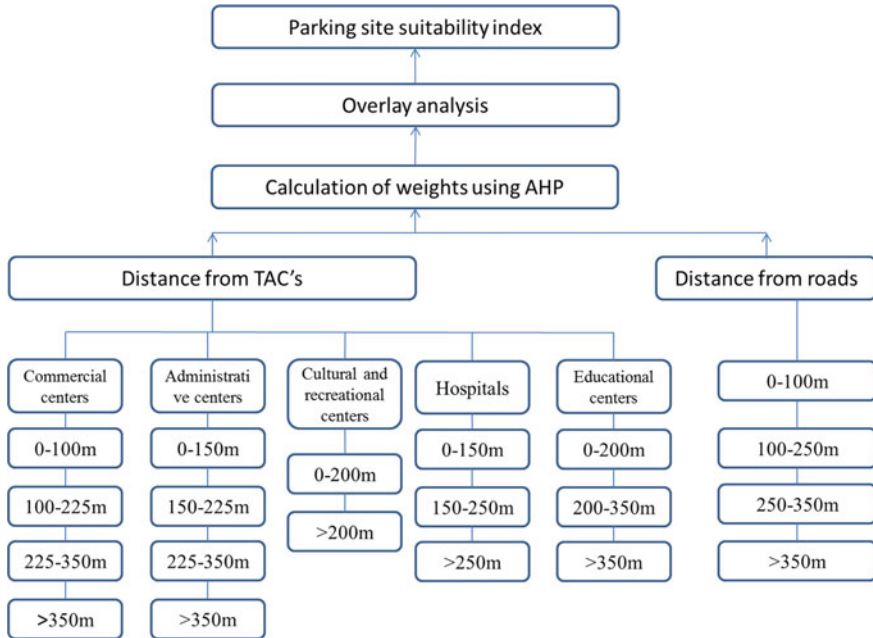 Parking site suitability index
Overlay analysis
Calculation of weights using AHP
Distance from TAC's
Distance from roads
Commercial
centers
0-100m
100-225m
225-350m
>350m
Administrati
ve centers
0-150m
150-225m
225-350m
>350m
Cultural and
recreational
centers
0-200m
>200m
Hospitals
0-150m
150-250m
>250m
Educational
centers
0-200m
200-350m
>350m
0-100m
100-250m
250-350m
>350m